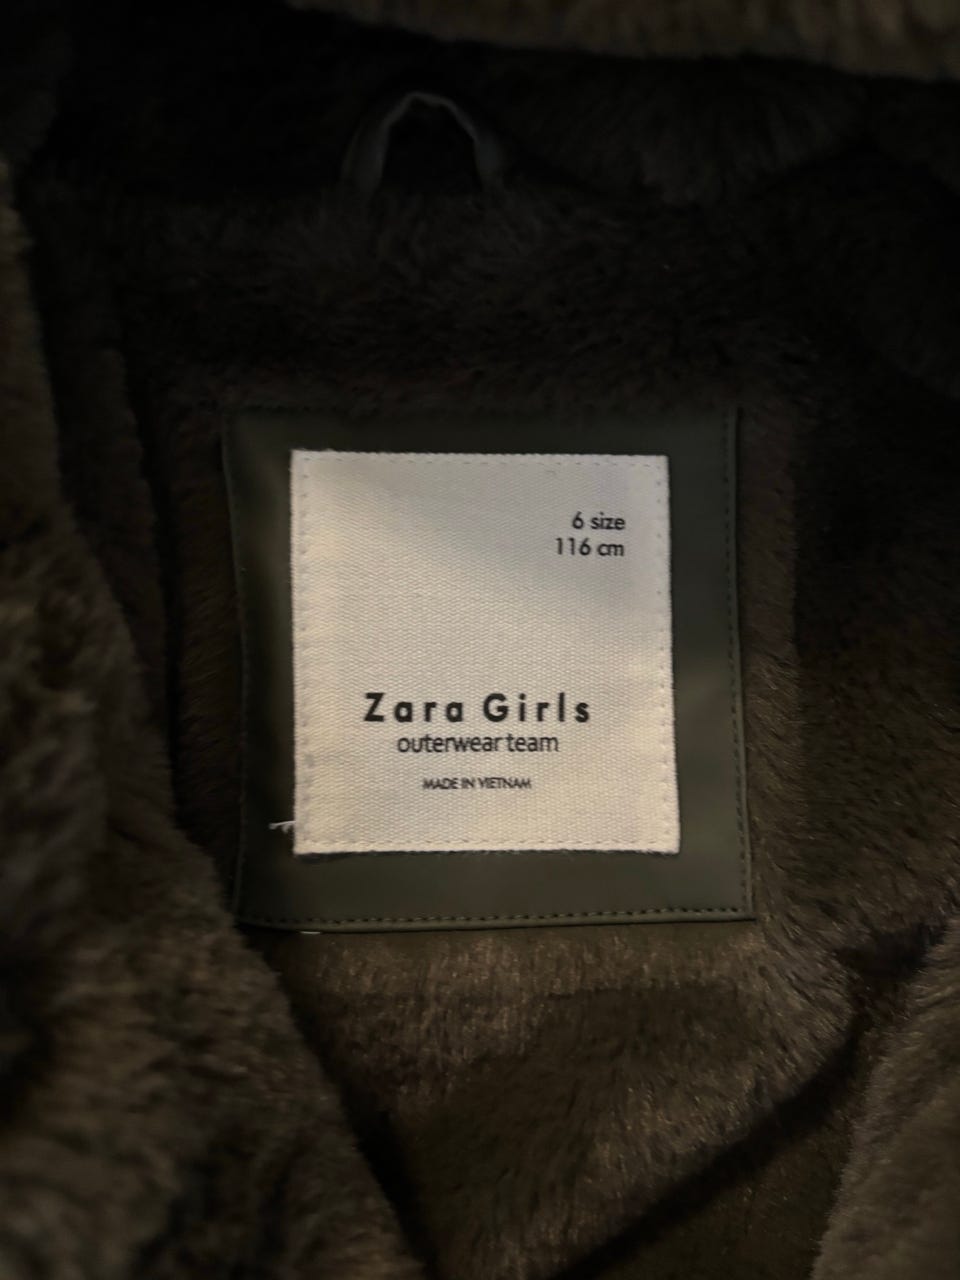 6 size
116 cm
Zara Girls
outerwear team
MADE IN VIETNAM